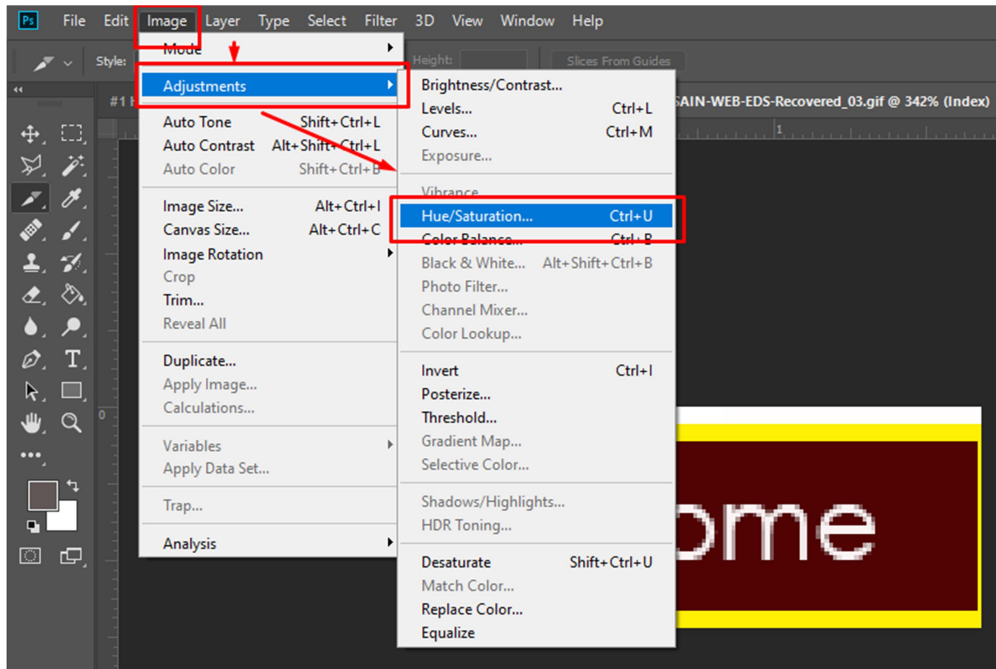 Ps File Edit Image Layer Type Select Filter 3D View Window Help
Style: Height: Slices From Guides
#1 SAIN-WEB-EDS-Recovered_03.gif @ 342% (Index)
1
0
Mode
Adjustments
Auto Tone Shift+Ctrl+L
Auto Contrast Alt+Shift+Ctrl+L
Auto Color Shift+Ctrl+B
Image Size... Alt+Ctrl+I
Canvas Size... Alt+Ctrl+C
Image Rotation
Crop
Trim...
Reveal All
Duplicate...
Apply Image...
Calculations...
Variables
Apply Data Set...
Trap...
Analysis
Brightness/Contrast...
Levels... Ctrl+L
Curves... Ctrl+M
Exposure...
Vibrance
Hue/Saturation... Ctrl+U
Color Balance... Ctrl+B
Black & White... Alt+Shift+Ctrl+B
Photo Filter...
Channel Mixer...
Color Lookup...
Invert Ctrl+I
Posterize...
Threshold...
Gradient Map...
Selective Color...
Shadows/Highlights...
HDR Toning...
Desaturate Shift+Ctrl+U
Match Color...
Replace Color...
Equalize
ome